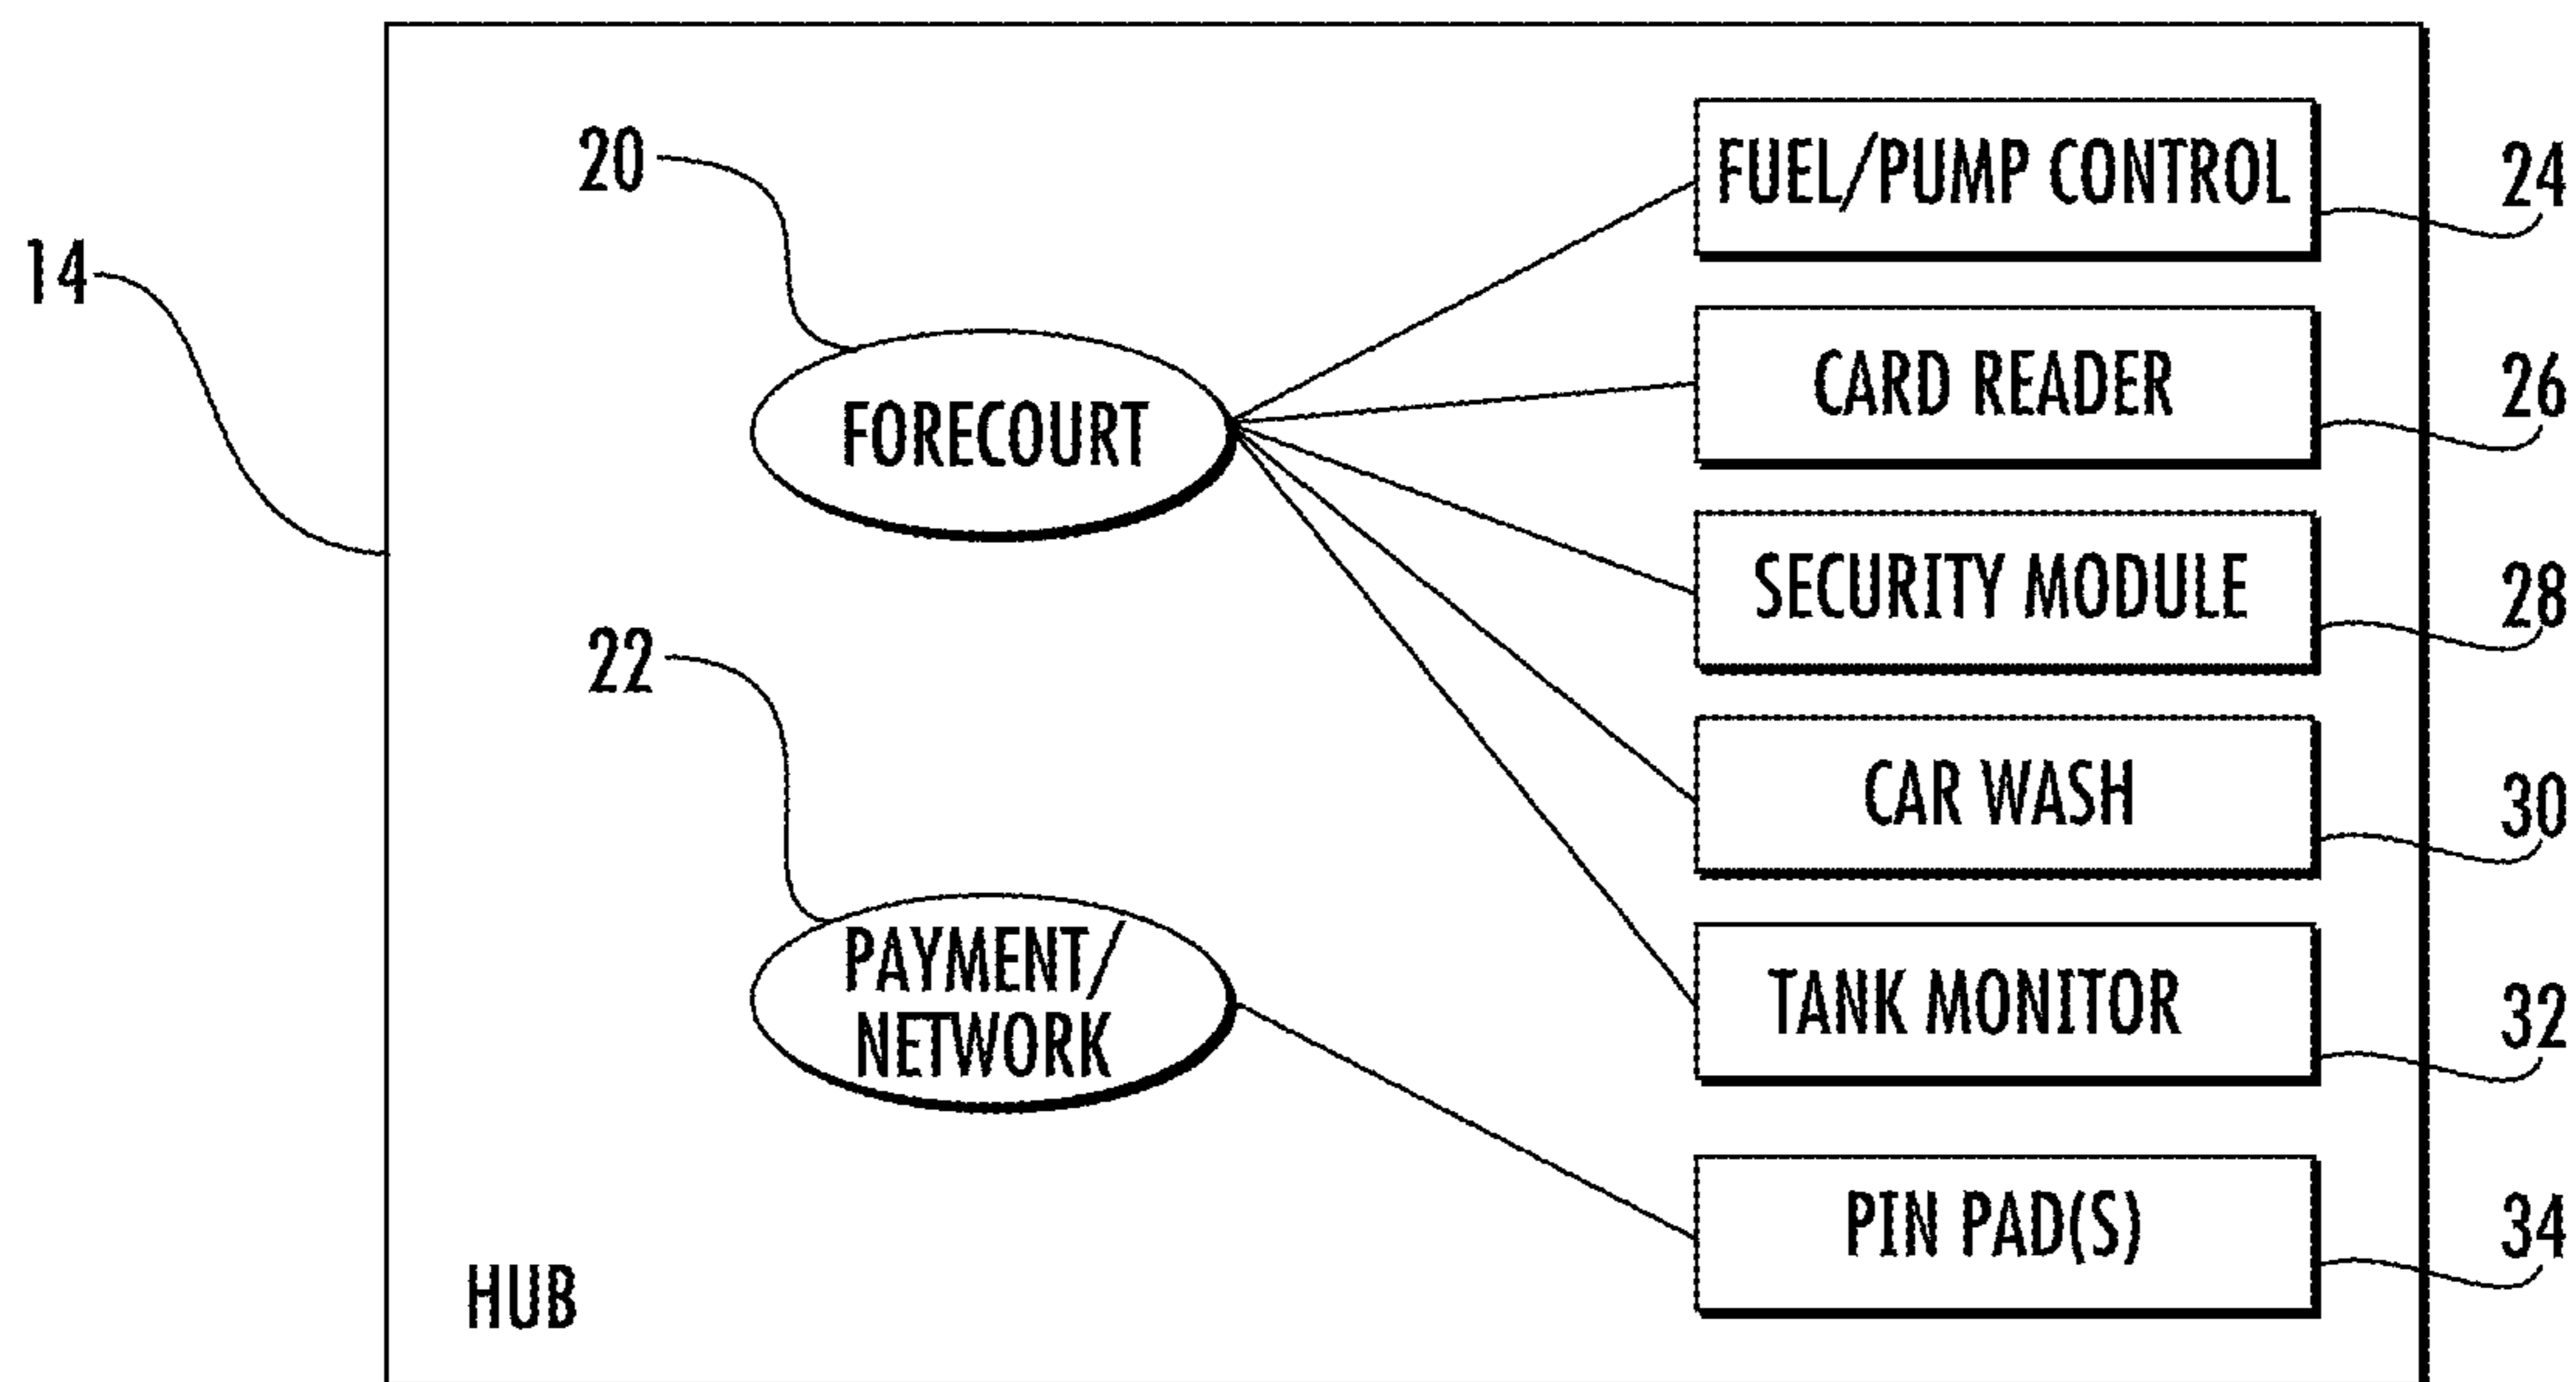 20
FUEL/PUMP CONTROL
24
14
CARD READER
26
FORECOURT
SECURITY MODULE
28
22
CAR WASH
30
PAYMENT/
NETWORK
TANK MONITOR
32
PIN PAD(S)
34
HUB